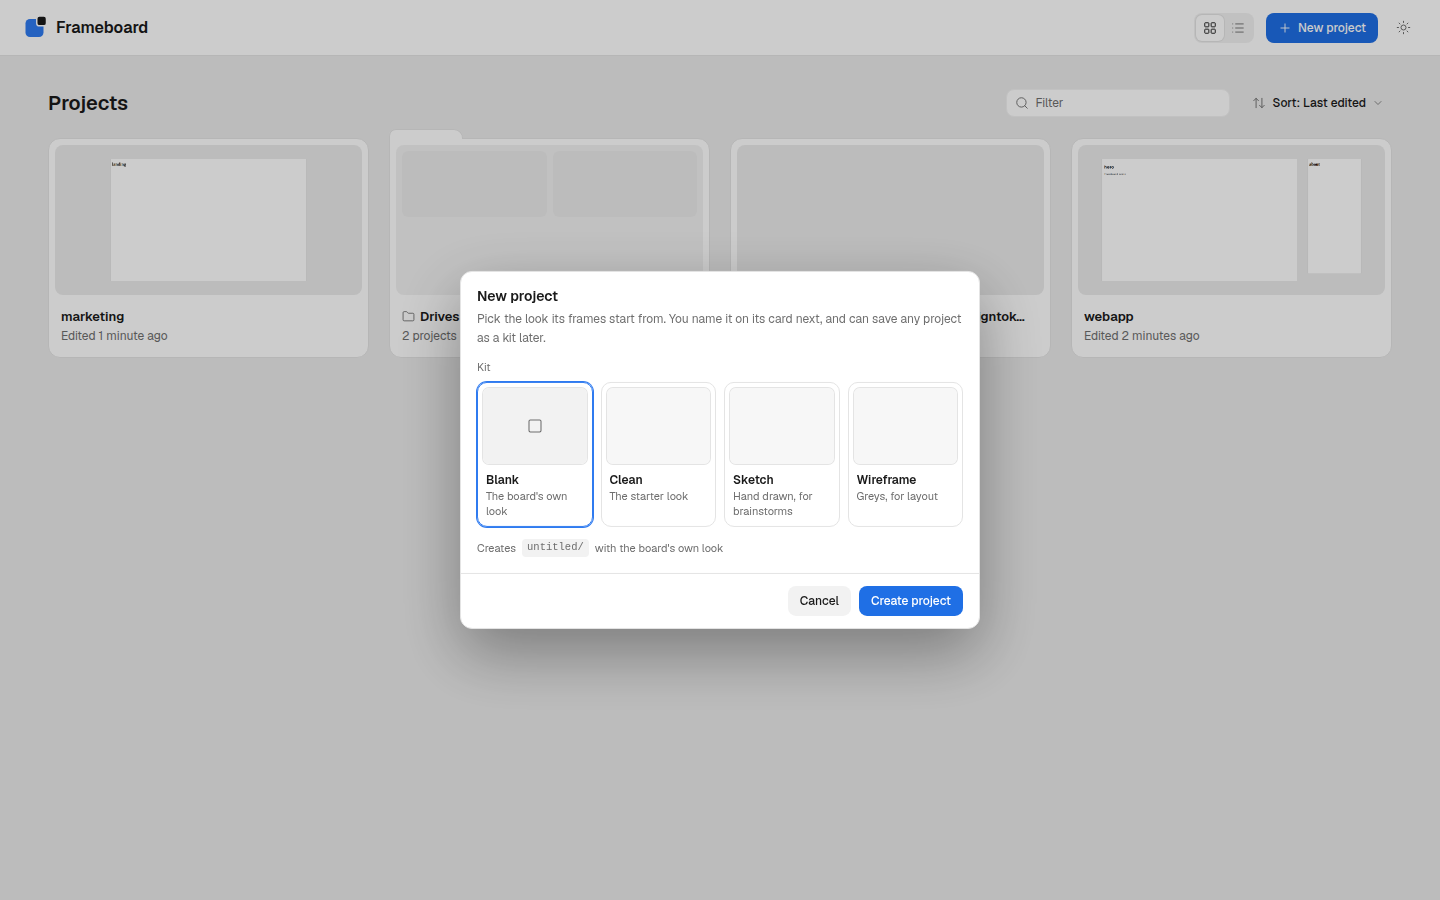 Frameboard
New project
Projects
Filter
Sort: Last edited
landing
marketing
Edited 1 minute ago
Drives
2 projects
gntok...
webapp
Edited 2 minutes ago
New project
Pick the look its frames start from. You name it on its card next, and can save any project
as a kit later.
Kit
Blank
The board's own
look
Clean
The starter look
Sketch
Hand drawn, for
brainstorms
Wireframe
Greys, for layout
Creates untitled/ with the board's own look
Cancel
Create project